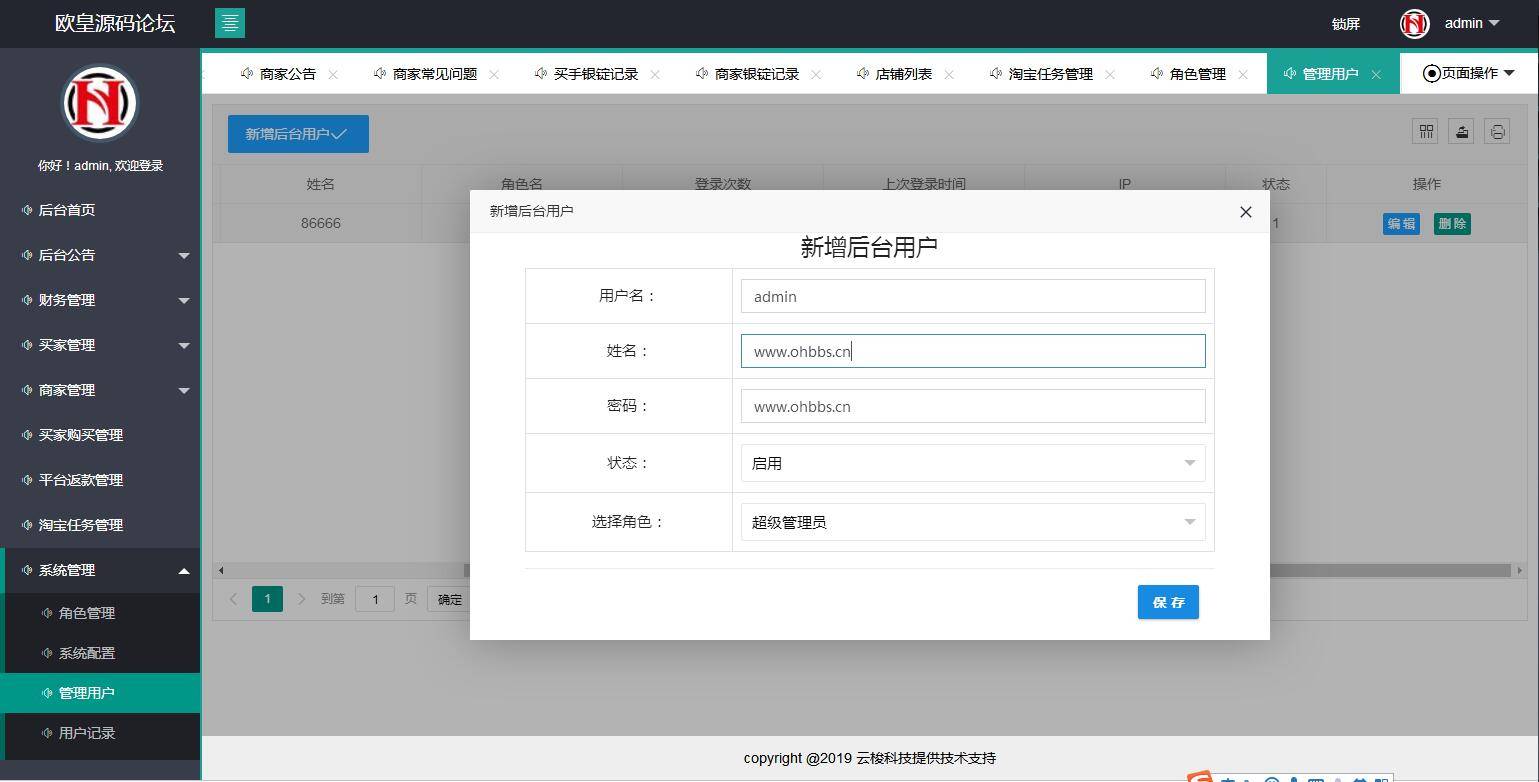 欧皇源码论坛
锁屏
admin
商家公告
商家常见问题
买手银锭记录
商家银锭记录
店铺列表
淘宝任务管理
角色管理
管理用户
页面操作
你好！admin, 欢迎登录
后台首页
后台公告
财务管理
买家管理
商家管理
买家购买管理
平台返款管理
淘宝任务管理
系统管理
角色管理
系统配置
管理用户
用户记录
新增后台用户
姓名
角色名
登录次数
上次登录时间
IP
状态
操作
86666
1
编辑
删除
新增后台用户
新增后台用户
用户名：
admin
姓名：
www.ohbbs.cn
密码：
www.ohbbs.cn
状态：
启用
选择角色：
超级管理员
保存
1
到第
1
页
确定
copyright @2019 云梭科技提供技术支持